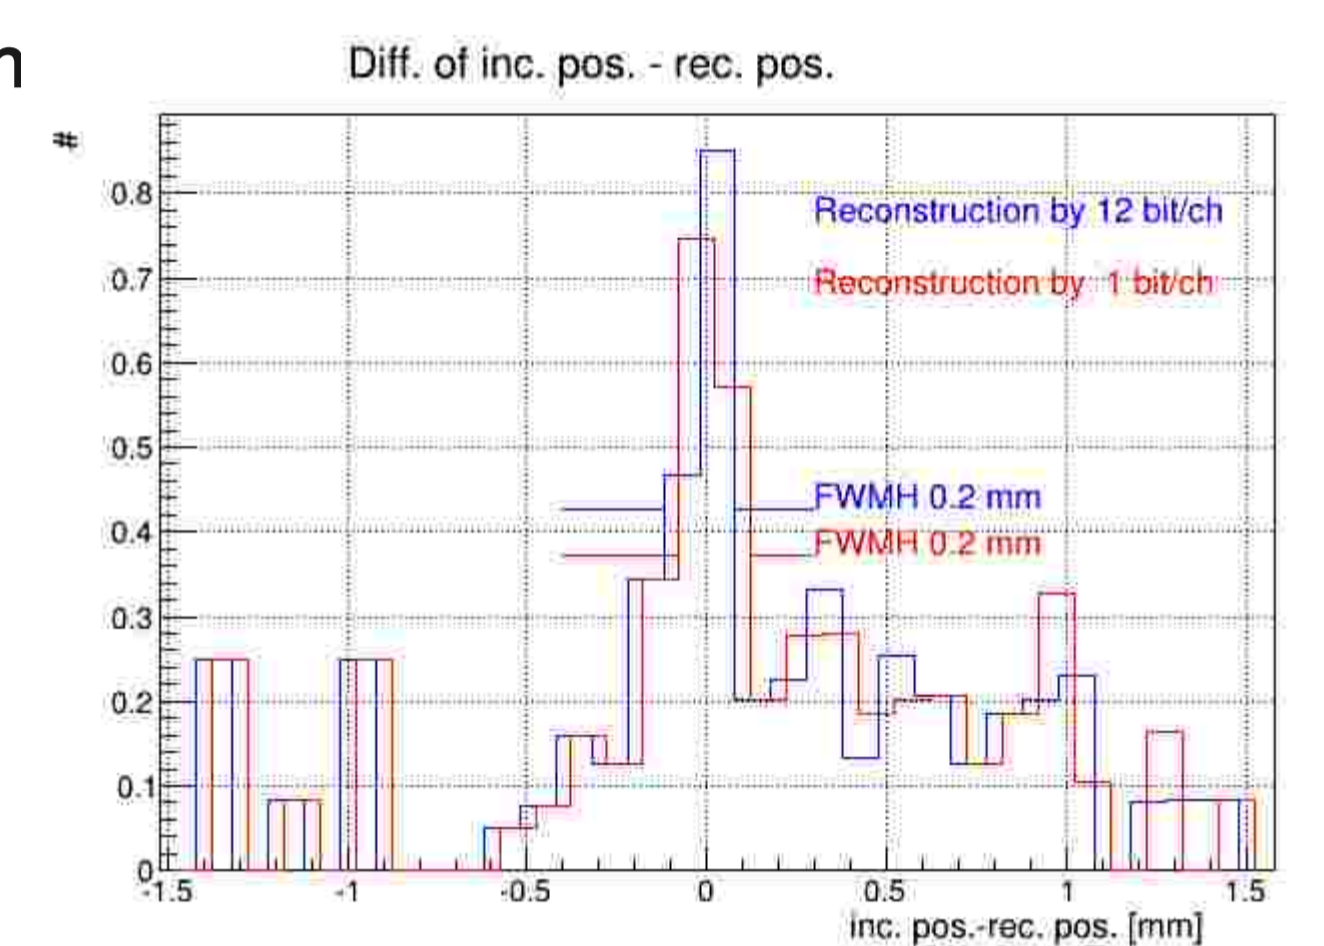 n
Diff. of inc. pos. - rec. pos.
#
0.8
Reconstruction by 12 bit/ch
0.7
Reconstruction by 1 bit/ch
0.6
0.5
FWMH 0.2 mm
0.4
FWMH 0.2 mm
0.3
0.2
0.1
0
-1.5 -1 -0.5 0 0.5 1 1.5
inc. pos.-rec. pos. [mm]